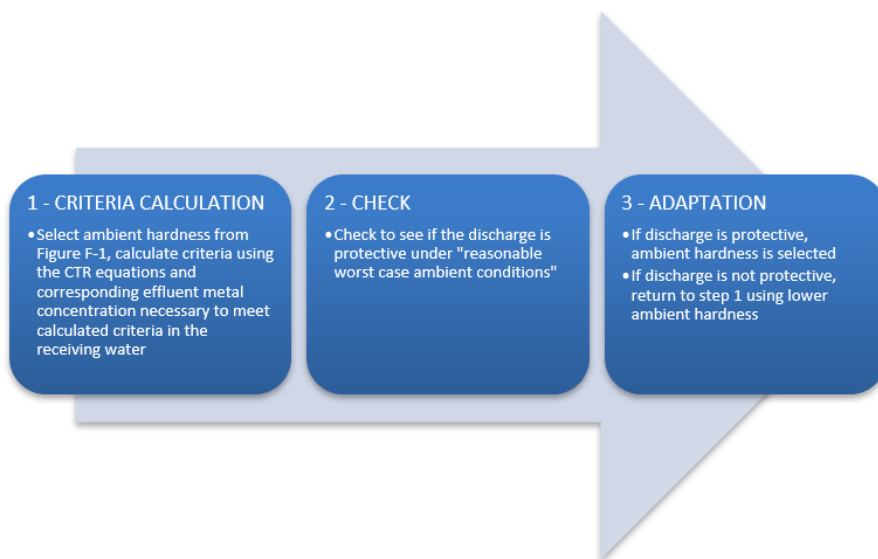 1 - CRITERIA CALCULATION
•Select ambient hardness from
Figure F-1, calculate criteria using
the CTR equations and
corresponding effluent metal
concentration necessary to meet
calculated criteria in the
receiving water
2 - CHECK
•Check to see if the discharge is
protective under "reasonable
worst case ambient conditions"
3 - ADAPTATION
•If discharge is protective,
ambient hardness is selected
•If discharge is not protective,
return to step 1 using lower
ambient hardness